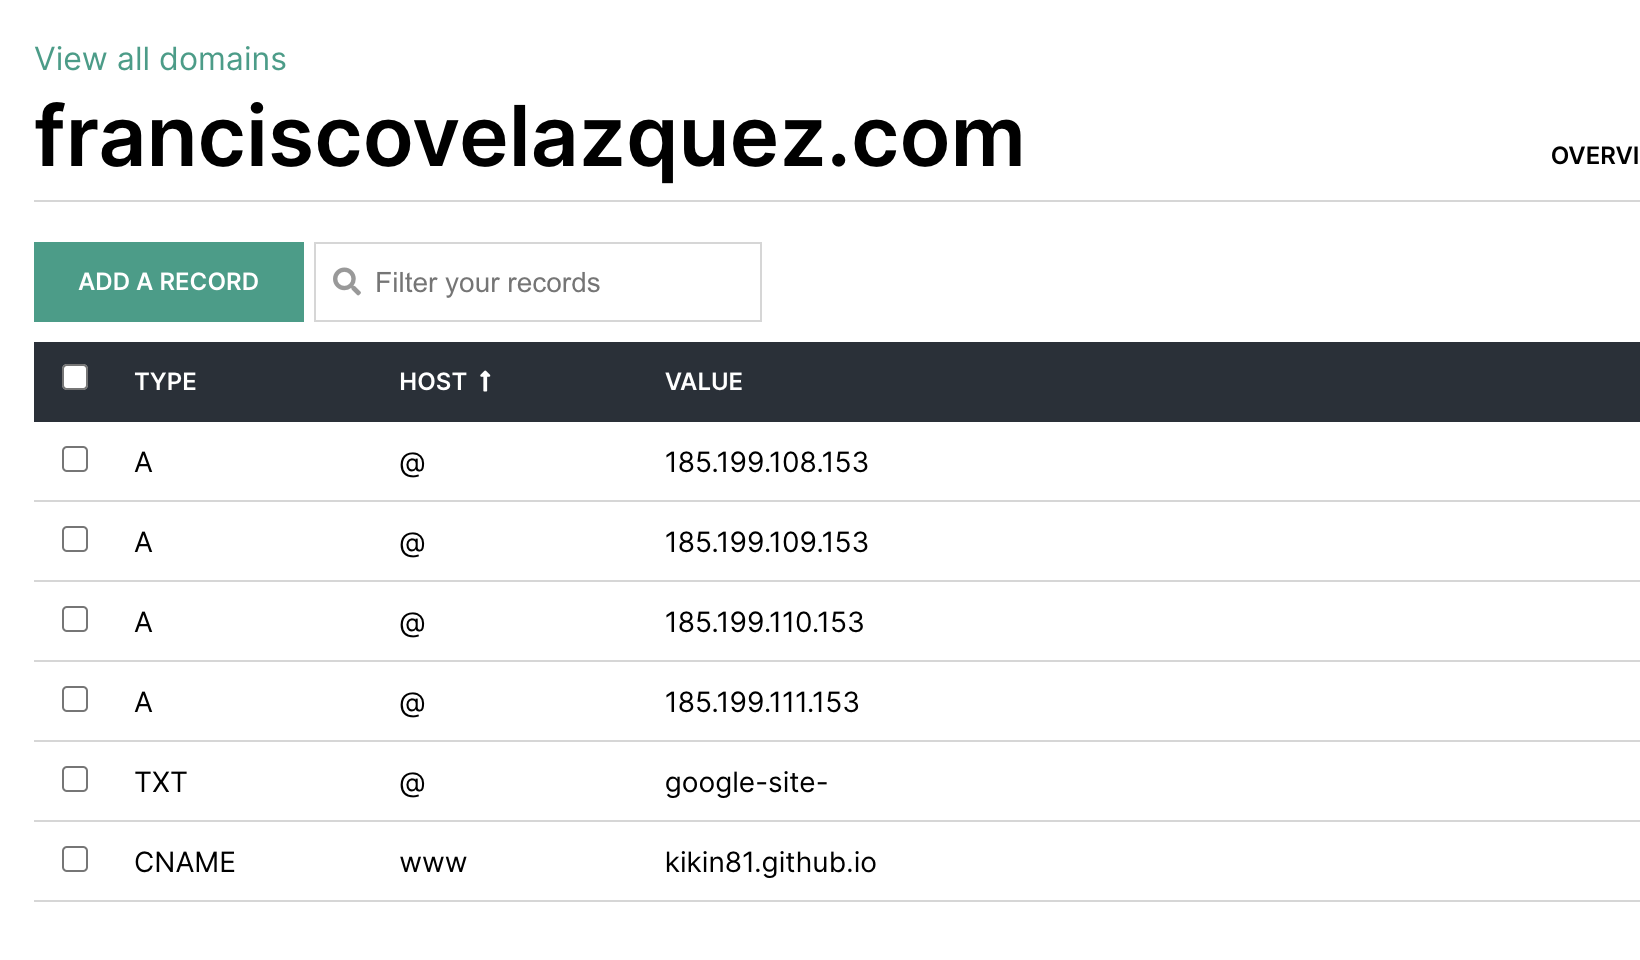 View all domains
franciscovelazquez.com
OVERVI
ADD A RECORD Filter your records
TYPE HOST ↑ VALUE
A @ 185.199.108.153
A @ 185.199.109.153
A @ 185.199.110.153
A @ 185.199.111.153
TXT @ google-site-
CNAME www kikin81.github.io